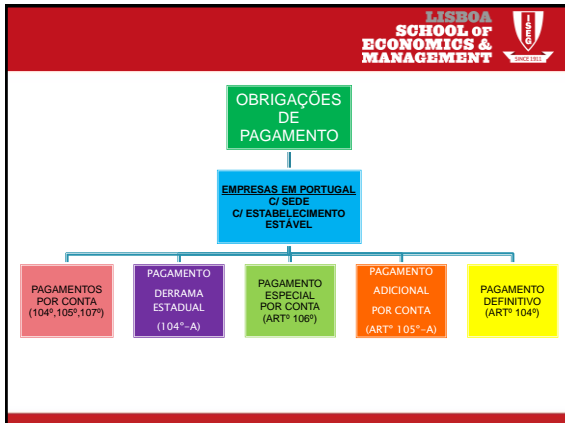 LISBOA
SCHOOL OF
ECONOMICS &
MANAGEMENT
ISEG
SINCE 1911
OBRIGAÇÕES
DE
PAGAMENTO
EMPRESAS EM PORTUGAL
C/ SEDE
C/ ESTABELECIMENTO
ESTÁVEL
PAGAMENTOS
POR CONTA
(104º,105º,107º)
PAGAMENTO
DERRAMA
ESTADUAL
(104º-A)
PAGAMENTO
ESPECIAL
POR CONTA
(ARTº 106º)
PAGAMENTO
ADICIONAL
POR CONTA
(ARTº 105º-A)
PAGAMENTO
DEFINITIVO
(ARTº 104º)